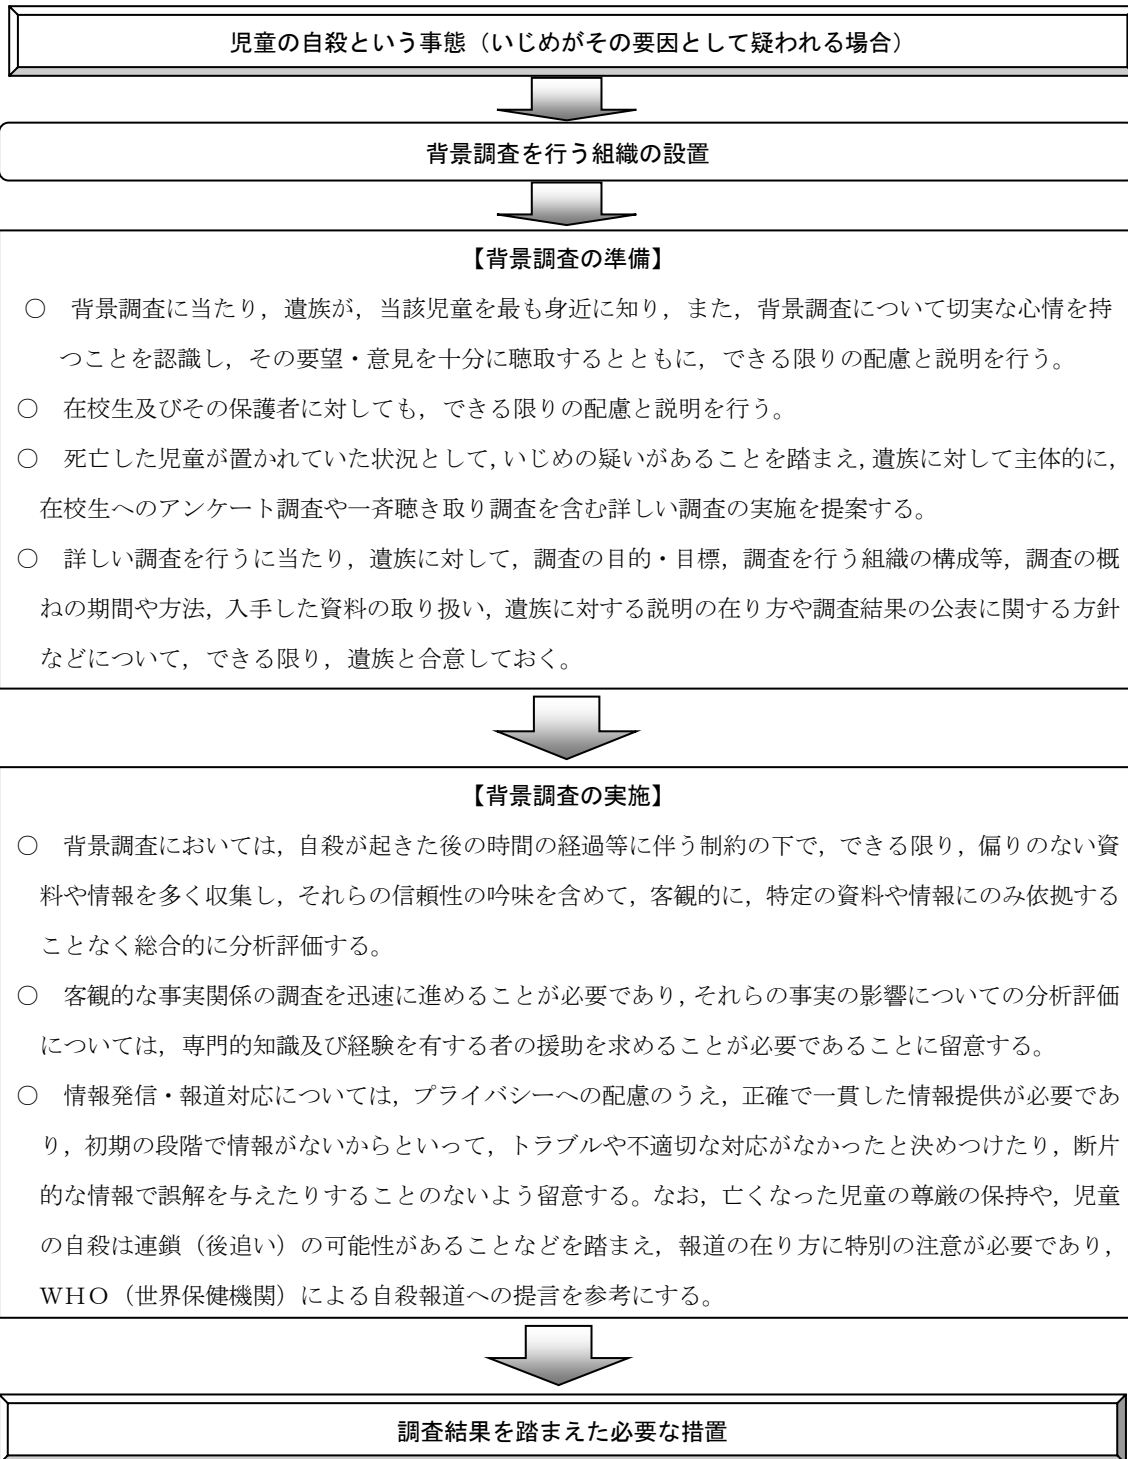 児童の自殺という事態（いじめがその要因として疑われる場合）
背景調査を行う組織の設置
【背景調査の準備】
○　背景調査に当たり，遺族が，当該児童を最も身近に知り，また，背景調査について切実な心情を持
つことを認識し，その要望・意見を十分に聴取するとともに，できる限りの配慮と説明を行う。
○　在校生及びその保護者に対しても，できる限りの配慮と説明を行う。
○　死亡した児童が置かれていた状況として，いじめの疑いがあることを踏まえ，遺族に対して主体的に，
在校生へのアンケート調査や一斉聴き取り調査を含む詳しい調査の実施を提案する。
○　詳しい調査を行うに当たり，遺族に対して，調査の目的・目標，調査を行う組織の構成等，調査の概
ねの期間や方法，入手した資料の取り扱い，遺族に対する説明の在り方や調査結果の公表に関する方針
などについて，できる限り，遺族と合意しておく。
【背景調査の実施】
○　背景調査においては，自殺が起きた後の時間の経過等に伴う制約の下で，できる限り，偏りのない資
料や情報を多く収集し，それらの信頼性の吟味を含めて，客観的に，特定の資料や情報にのみ依拠する
ことなく総合的に分析評価する。
○　客観的な事実関係の調査を迅速に進めることが必要であり，それらの事実の影響についての分析評価
については，専門的知識及び経験を有する者の援助を求めることが必要であることに留意する。
○　情報発信・報道対応については，プライバシーへの配慮のうえ，正確で一貫した情報提供が必要であ
り，初期の段階で情報がないからといって，トラブルや不適切な対応がなかったと決めつけたり，断片
的な情報で誤解を与えたりすることのないよう留意する。なお，亡くなった児童の尊厳の保持や，児童
の自殺は連鎖（後追い）の可能性があることなどを踏まえ，報道の在り方に特別の注意が必要であり，
ＷＨＯ（世界保健機関）による自殺報道への提言を参考にする。
調査結果を踏まえた必要な措置